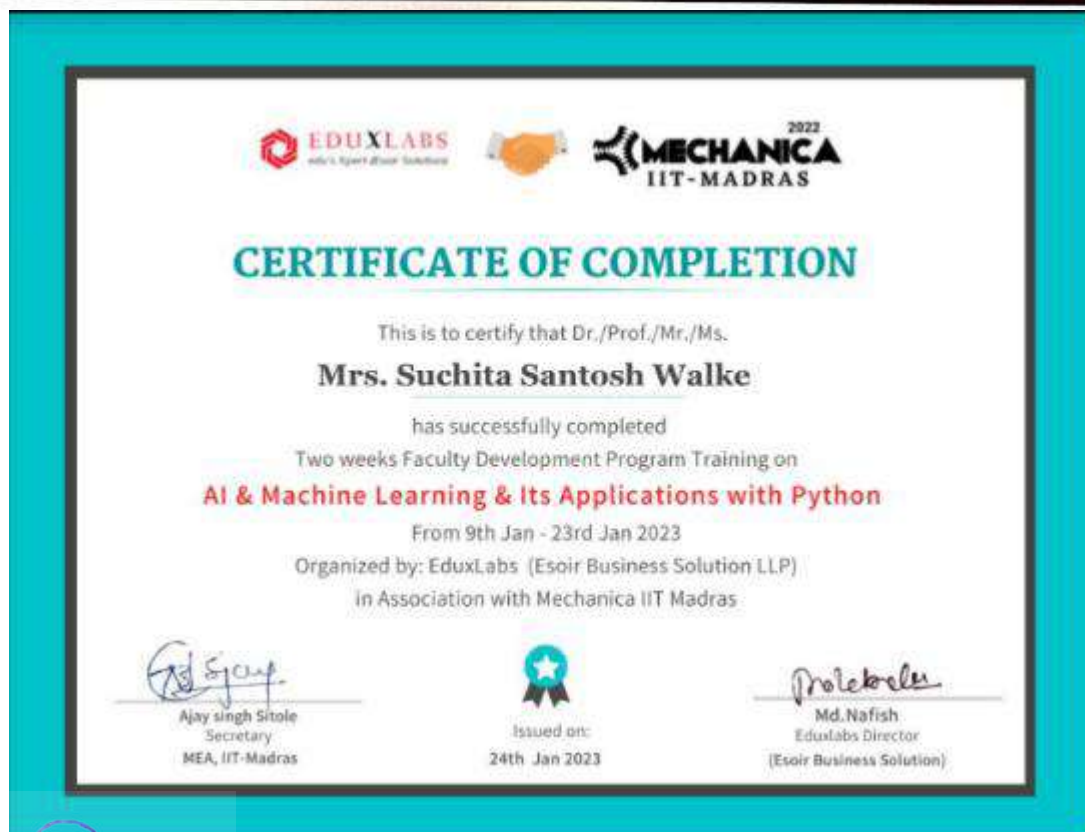 EDUXLABS
edu's Xpert Esoir Solutions
2022
MECHANICA
IIT-MADRAS
CERTIFICATE OF COMPLETION
This is to certify that Dr./Prof./Mr./Ms.
Mrs. Suchita Santosh Walke
has successfully completed
Two weeks Faculty Development Program Training on
AI & Machine Learning & Its Applications with Python
From 9th Jan - 23rd Jan 2023
Organized by: EduxLabs (Esoir Business Solution LLP)
in Association with Mechanica IIT Madras
Ajay singh Sitole
Secretary
MEA, IIT-Madras
Issued on:
24th Jan 2023
Md.Nafish
Eduxlabs Director
(Esoir Business Solution)